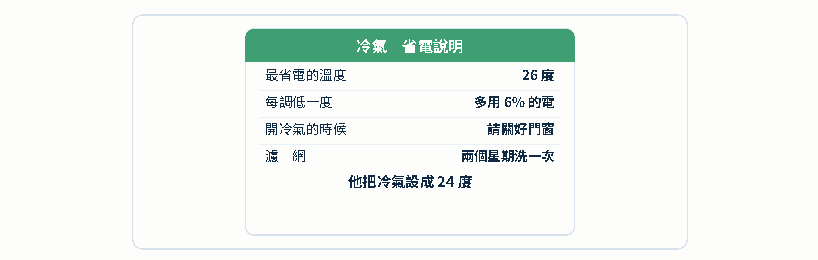 冷氣　省電說明
最省電的溫度 26 度
每調低一度 多用 6% 的電
開冷氣的時候 請關好門窗
濾　網 兩個星期洗一次
他把冷氣設成 24 度